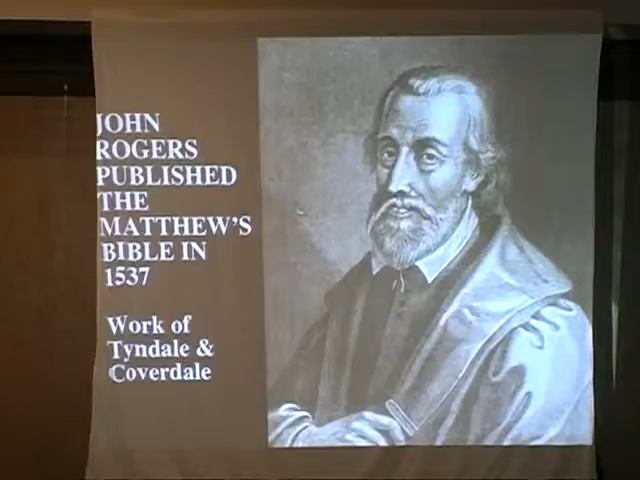 JOHN
ROGERS
PUBLISHED
THE
MATTHEW'S
BIBLE IN
1537
Work of
Tyndale &
Coverdale